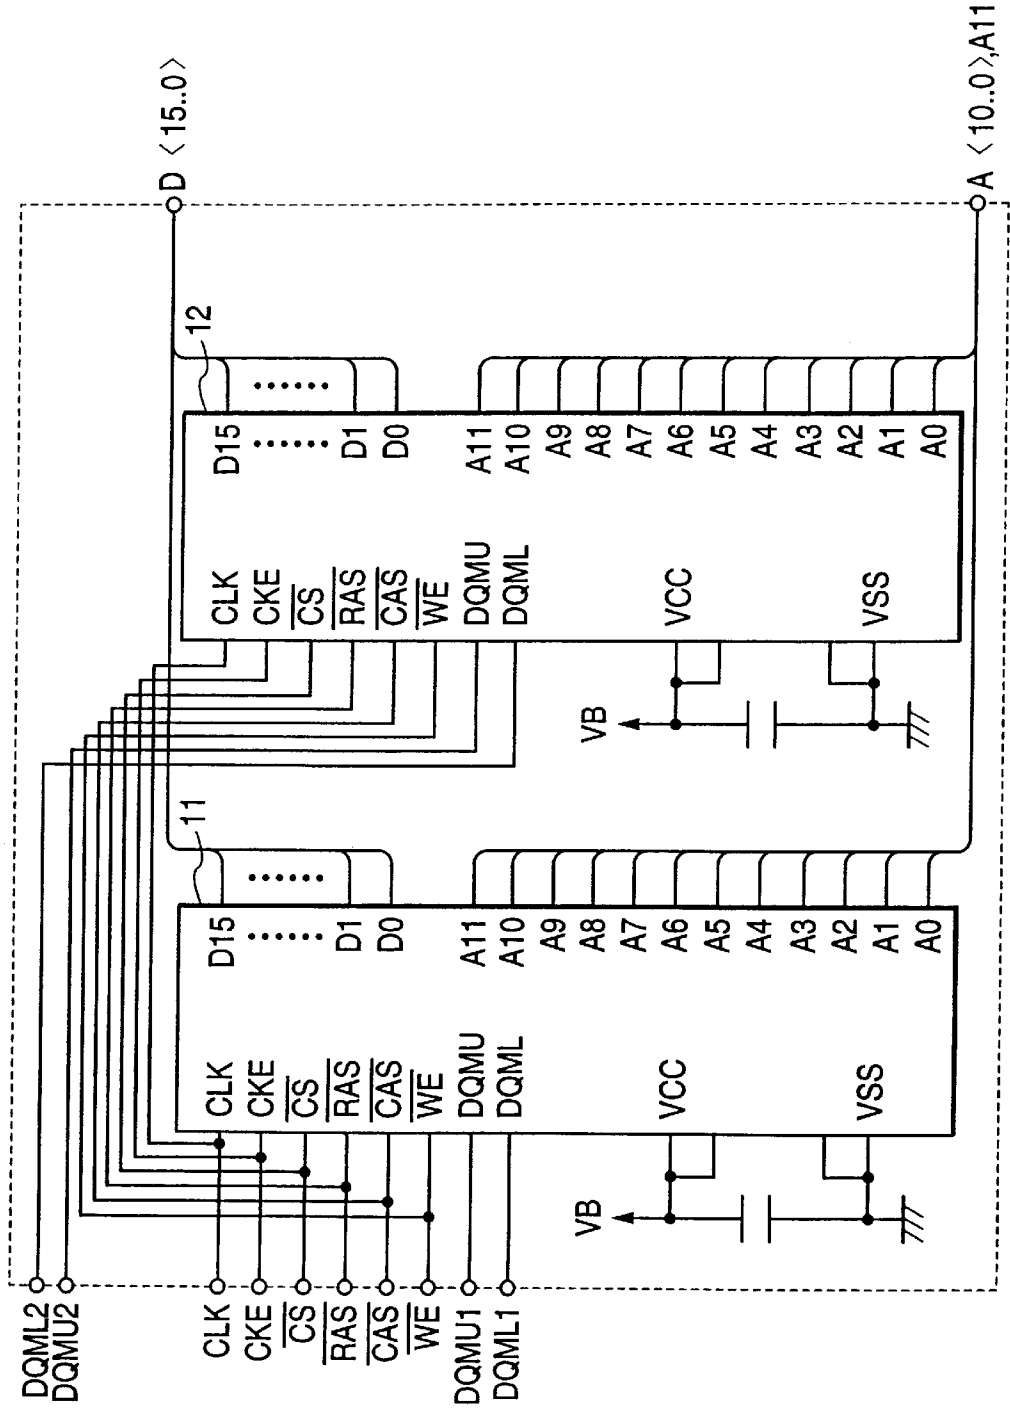 DQML2
DQMU2
CLK
CKE
CS
RAS
CAS
WE
DQMU1
DQML1
11
CLK
CKE
CS
RAS
CAS
WE
DQMU
DQML
VCC
VSS
D15
......
......
D1
D0
A11
A10
A9
A8
A7
A6
A5
A4
A3
A2
A1
A0
VB
12
CLK
CKE
CS
RAS
CAS
WE
DQMU
DQML
VCC
VSS
D15
......
......
D1
D0
A11
A10
A9
A8
A7
A6
A5
A4
A3
A2
A1
A0
VB
D〈15..0〉
A〈10..0〉,A11